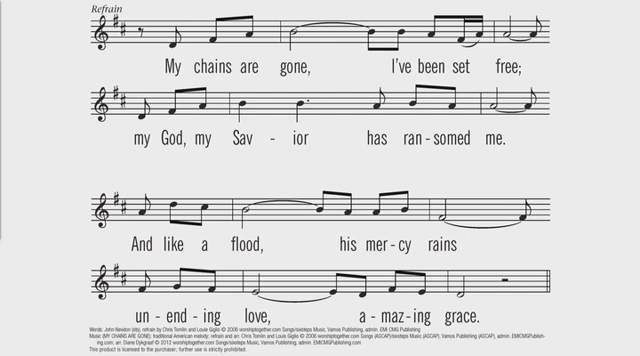 Refrain
My chains are gone, I've been set free;
my God, my Sav - ior has ran - somed me.
And like a flood, his mer - cy rains
un - end - ing love, a - maz - ing grace.
Words: John Newton (sts), refrain by Chris Tomlin and Louie Giglio © 2006 worshiptogether.com Songs/sixsteps Music, Vamos Publishing, admin. EMI CMG Publishing
Music (MY CHAINS ARE GONE): traditional American melody; refrain and arr. Chris Tomlin and Louie Giglio © 2006 worshiptogether.com Songs (ASCAP)/sixsteps Music (ASCAP), Vamos Publishing (ASCAP), admin. EMICMGPublish-
ing.com, arr. Diane Dykgraaf © 2012 worshiptogether.com Songs/sixsteps Music, Vamos Publishing, admin. EMICMGPublishing.com
This product is licensed to the purchaser; further use is strictly prohibited.